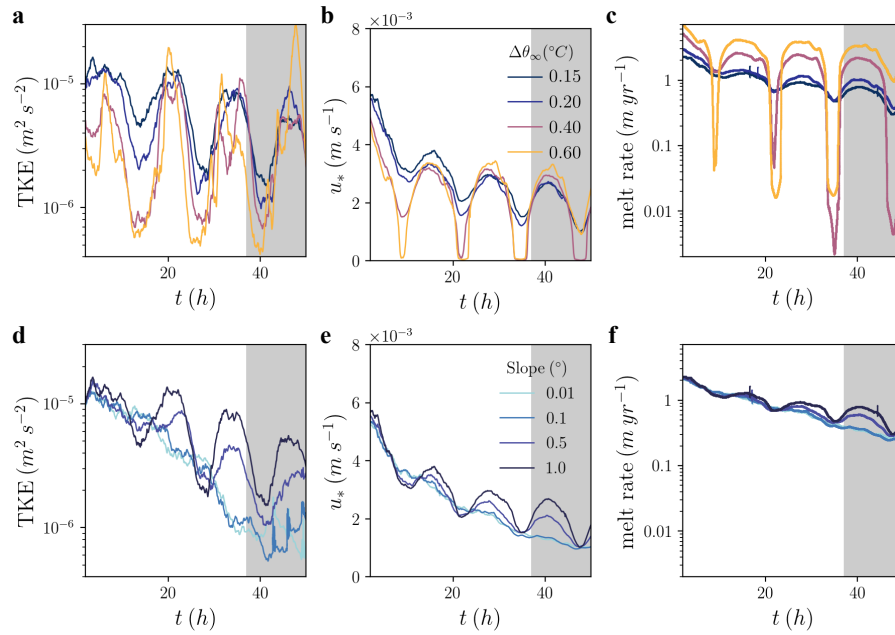 a
b
c
TKE (m² s⁻²)
10⁻⁵
10⁻⁶
20
40
t (h)
×10⁻³
u* (m s⁻¹)
8
6
4
2
0
Δθ∞(°C)
0.15
0.20
0.40
0.60
20
40
t (h)
melt rate (m yr⁻¹)
1
0.1
0.01
20
40
t (h)
d
e
f
TKE (m² s⁻²)
10⁻⁵
10⁻⁶
20
40
t (h)
×10⁻³
u* (m s⁻¹)
8
6
4
2
0
Slope (°)
0.01
0.1
0.5
1.0
20
40
t (h)
melt rate (m yr⁻¹)
1
0.1
0.01
20
40
t (h)